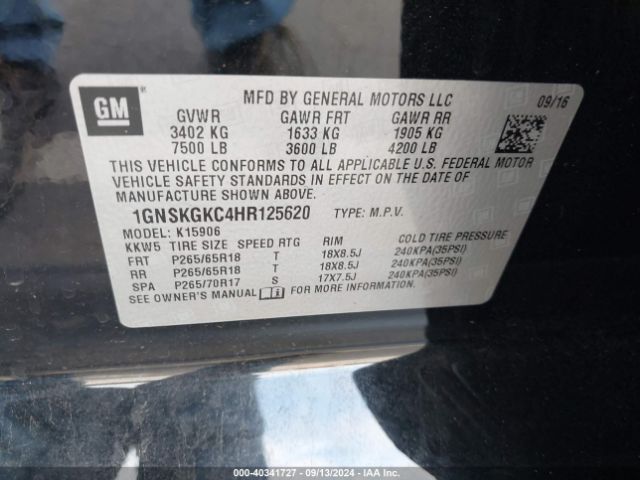 GM
MFD BY GENERAL MOTORS LLC 09/16
GVWR GAWR FRT GAWR RR
3402 KG 1633 KG 1905 KG
7500 LB 3600 LB 4200 LB
THIS VEHICLE CONFORMS TO ALL APPLICABLE U.S. FEDERAL MOTOR
VEHICLE SAFETY STANDARDS IN EFFECT ON THE DATE OF
MANUFACTURE SHOWN ABOVE.
1GNSKGKC4HR125620 TYPE: M.P.V.
MODEL: K15906
KKW5 TIRE SIZE SPEED RTG RIM COLD TIRE PRESSURE
FRT P265/65R18 T 18X8.5J 240KPA(35PSI)
RR P265/65R18 T 18X8.5J 240KPA(35PSI)
SPA P265/70R17 S 17X7.5J 240KPA(35PSI)
SEE OWNER'S MANUAL FOR MORE INFORMATION.
000-40341727 - 09/13/2024 - IAA Inc.